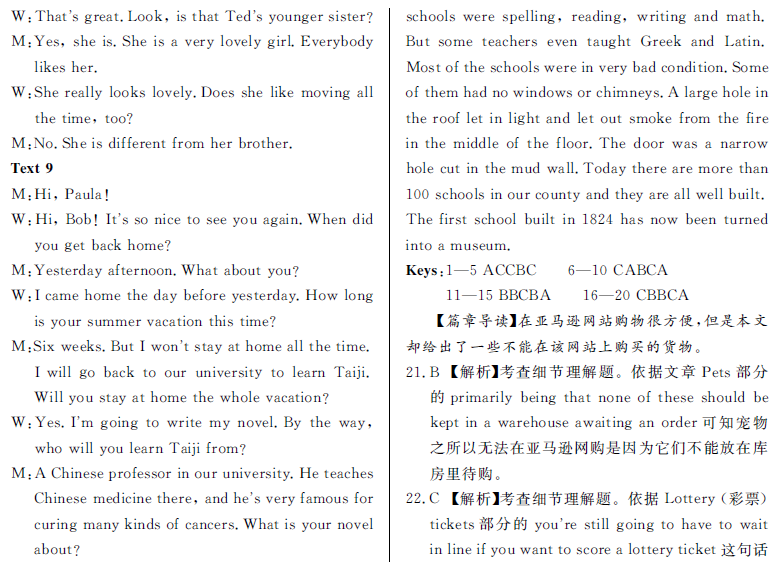 W:That's great. Look, is that Ted's younger sister?
M:Yes, she is. She is a very lovely girl. Everybody
likes her.
W:She really looks lovely. Does she like moving all
the time, too?
M:No. She is different from her brother.
Text 9
M:Hi, Paula!
W:Hi, Bob! It's so nice to see you again. When did
you get back home?
M:Yesterday afternoon. What about you?
W:I came home the day before yesterday. How long
is your summer vacation this time?
M:Six weeks. But I won't stay at home all the time.
I will go back to our university to learn Taiji.
Will you stay at home the whole vacation?
W:Yes. I'm going to write my novel. By the way,
who will you learn Taiji from?
M:A Chinese professor in our university. He teaches
Chinese medicine there, and he's very famous for
curing many kinds of cancers. What is your novel
about?
schools were spelling, reading, writing and math.
But some teachers even taught Greek and Latin.
Most of the schools were in very bad condition. Some
of them had no windows or chimneys. A large hole in
the roof let in light and let out smoke from the fire
in the middle of the floor. The door was a narrow
hole cut in the mud wall. Today there are more than
100 schools in our county and they are all well built.
The first school built in 1824 has now been turned
into a museum.
Keys:1—5 ACCBC 6—10 CABCA
11—15 BBCBA 16—20 CBBCA
【篇章导读】在亚马逊网站购物很方便,但是本文
却给出了一些不能在该网站上购买的货物。
21. B 【解析】考查细节理解题。依据文章 Pets 部分
的 primarily being that none of these should be
kept in a warehouse awaiting an order 可知宠物
之所以无法在亚马逊网购是因为它们不能放在库
房里待购。
22. C 【解析】考查细节理解题。依据 Lottery (彩票)
tickets 部分的 you're still going to have to wait
in line if you want to score a lottery ticket 这句话